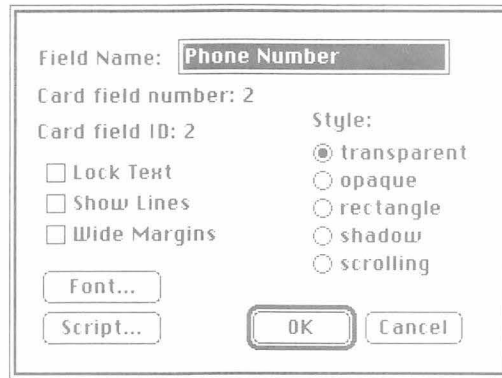 Field Name: Phone Number
Card field number: 2
Card field ID: 2
Lock Text
Show Lines
Wide Margins
Style:
transparent
opaque
rectangle
shadow
scrolling
Font...
Script...
OK
Cancel